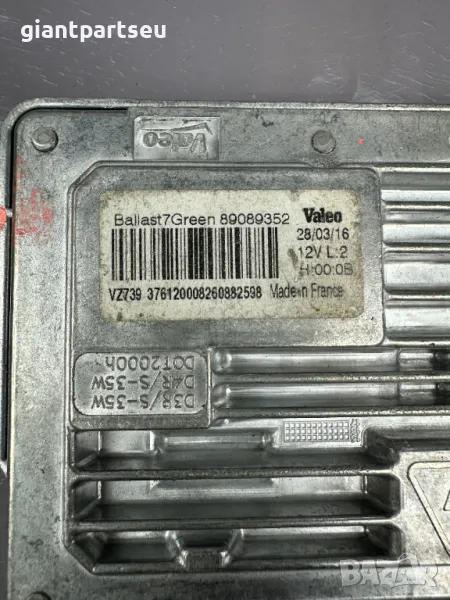 giantpartseu
Valeo
Ballast7Green 89089352 Valeo
28/03/16
12V L:2
H:00:0B
VZ739 376120008260882598 Made in France
D3R/S-35W
D4R/S-35W
DOT2000h
BAZAR